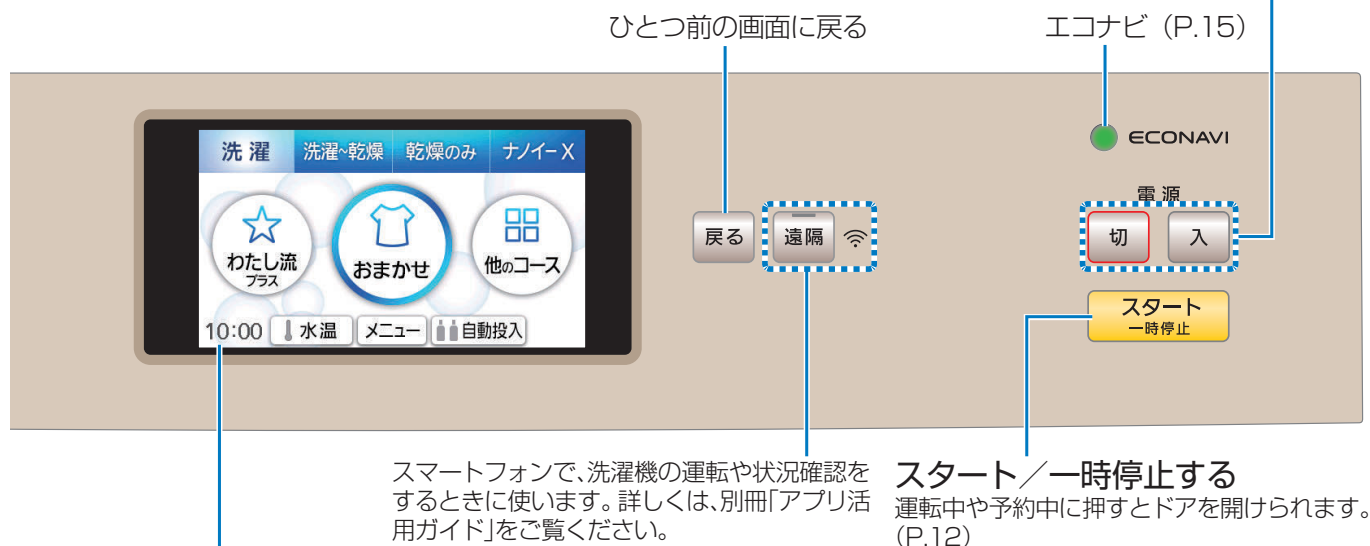 ひとつ前の画面に戻る
エコナビ（P.15）
洗濯 洗濯~乾燥 乾燥のみ ナノイーX
わたし流
プラス
おまかせ
他のコース
10:00 水温 メニュー 自動投入
戻る
遠隔
ECONAVI
電源
切 入
スタート
一時停止
スマートフォンで、洗濯機の運転や状況確認を
するときに使います。詳しくは、別冊「アプリ活
用ガイド」をご覧ください。
スタート／一時停止する
運転中や予約中に押すとドアを開けられます。
（P.12）